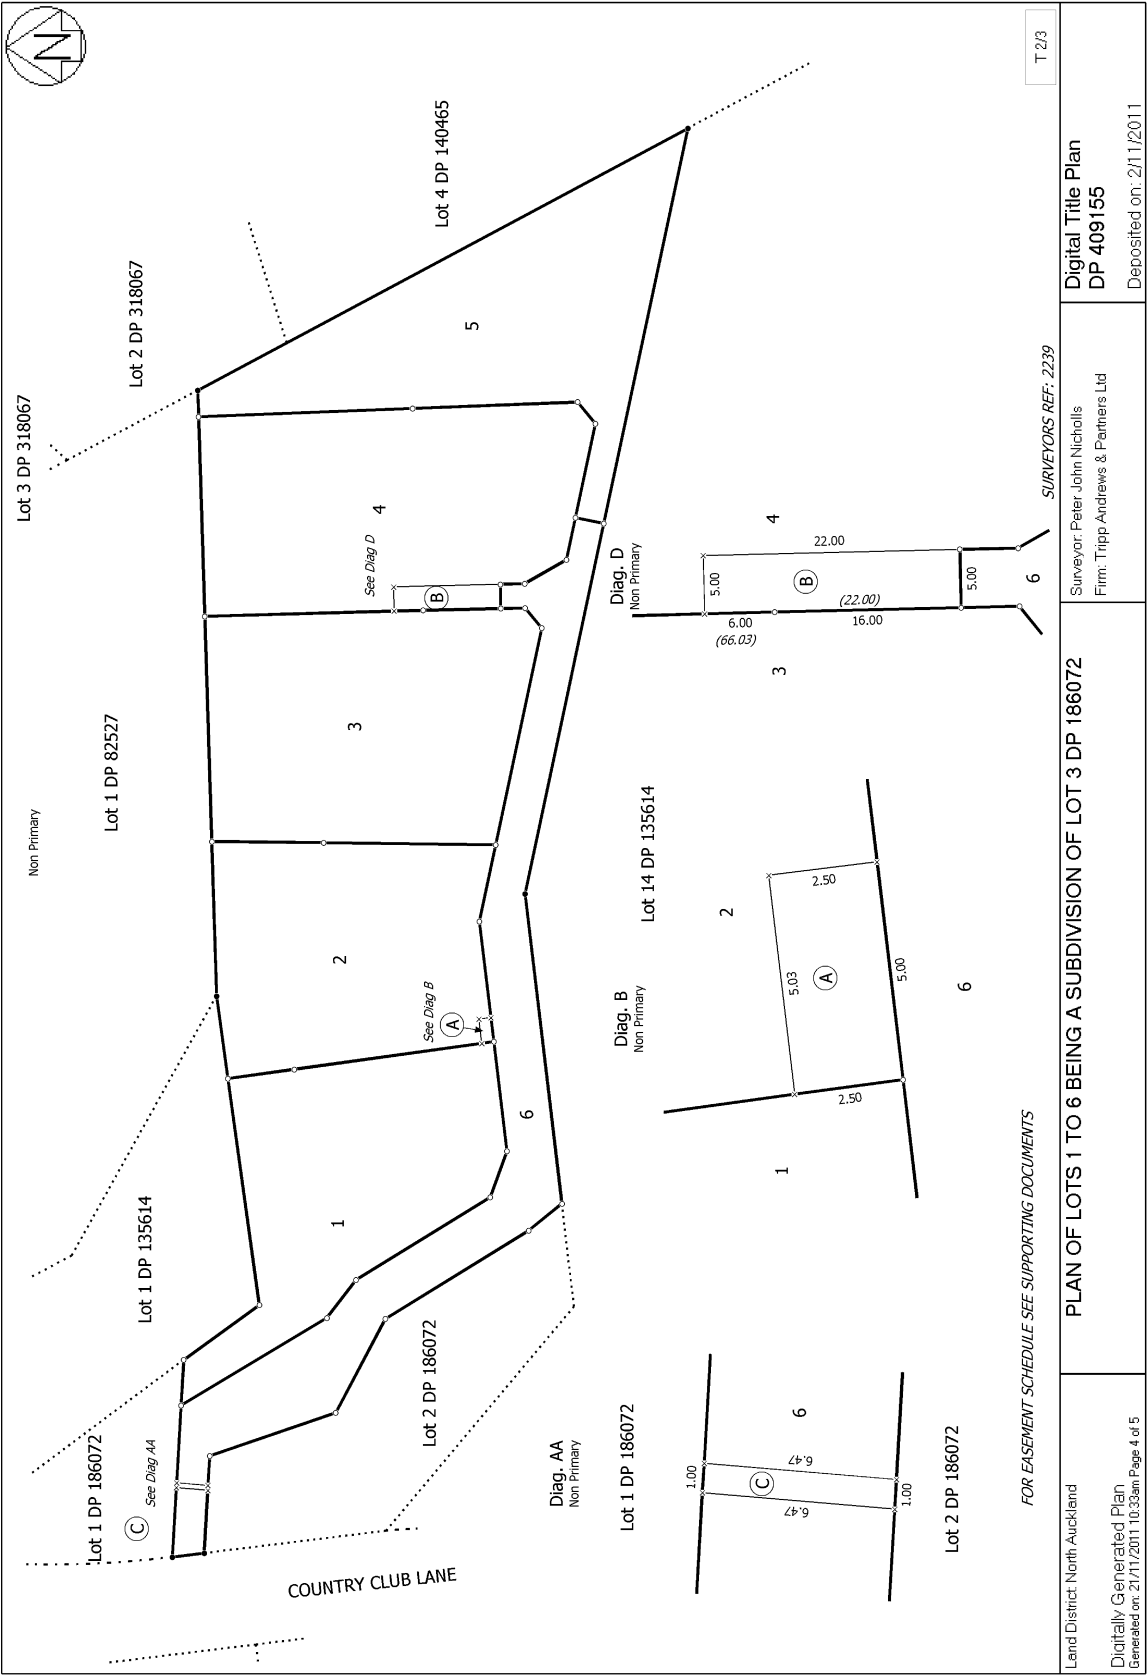 N
T 2/3
Lot 3 DP 318067
Lot 2 DP 318067
Lot 4 DP 140465
Non Primary
Lot 1 DP 82527
5
4
See Diag D
B
3
2
See Diag B
A
6
1
Lot 1 DP 135614
Lot 1 DP 186072
See Diag AA
C
Lot 2 DP 186072
COUNTRY CLUB LANE
Lot 14 DP 135614
Diag. AA
Non Primary
Lot 1 DP 186072
1.00
6.47
C
6.47
6
1.00
Lot 2 DP 186072
Diag. B
Non Primary
2
1
5.03
2.50
A
2.50
5.00
6
Diag. D
Non Primary
4
5.00
22.00
B
6.00
(66.03)
(22.00)
16.00
5.00
3
6
FOR EASEMENT SCHEDULE SEE SUPPORTING DOCUMENTS
SURVEYORS REF: 2239
Land District: North Auckland
Digitally Generated Plan
Generated on: 21/11/2011 10:33am Page 4 of 5
PLAN OF LOTS 1 TO 6 BEING A SUBDIVISION OF LOT 3 DP 186072
Surveyor: Peter John Nicholls
Firm: Tripp Andrews & Partners Ltd
Digital Title Plan
DP 409155
Deposited on: 2/11/2011